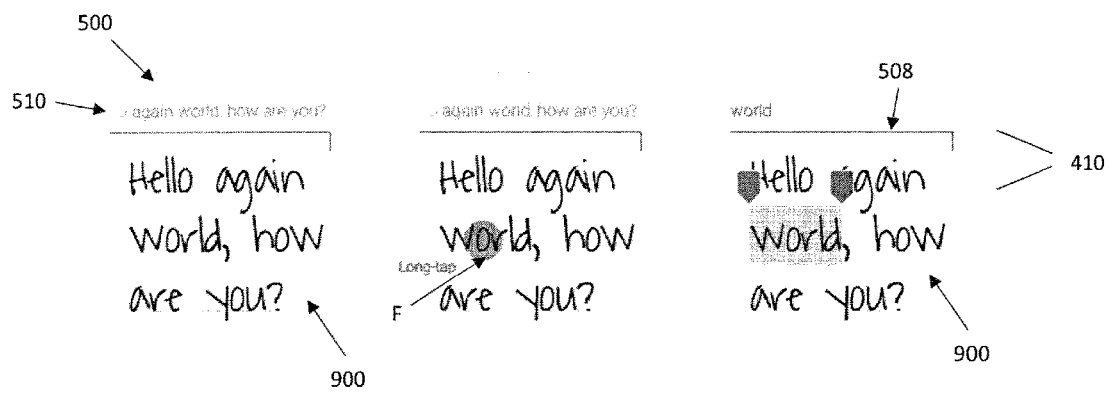 500
508
510
again world, how are you?
again world, how are you?
world
410
Hello again
world, how
are you?
Hello again
world, how
are you?
Hello again
world, how
are you?
Long-tap
F
900
900